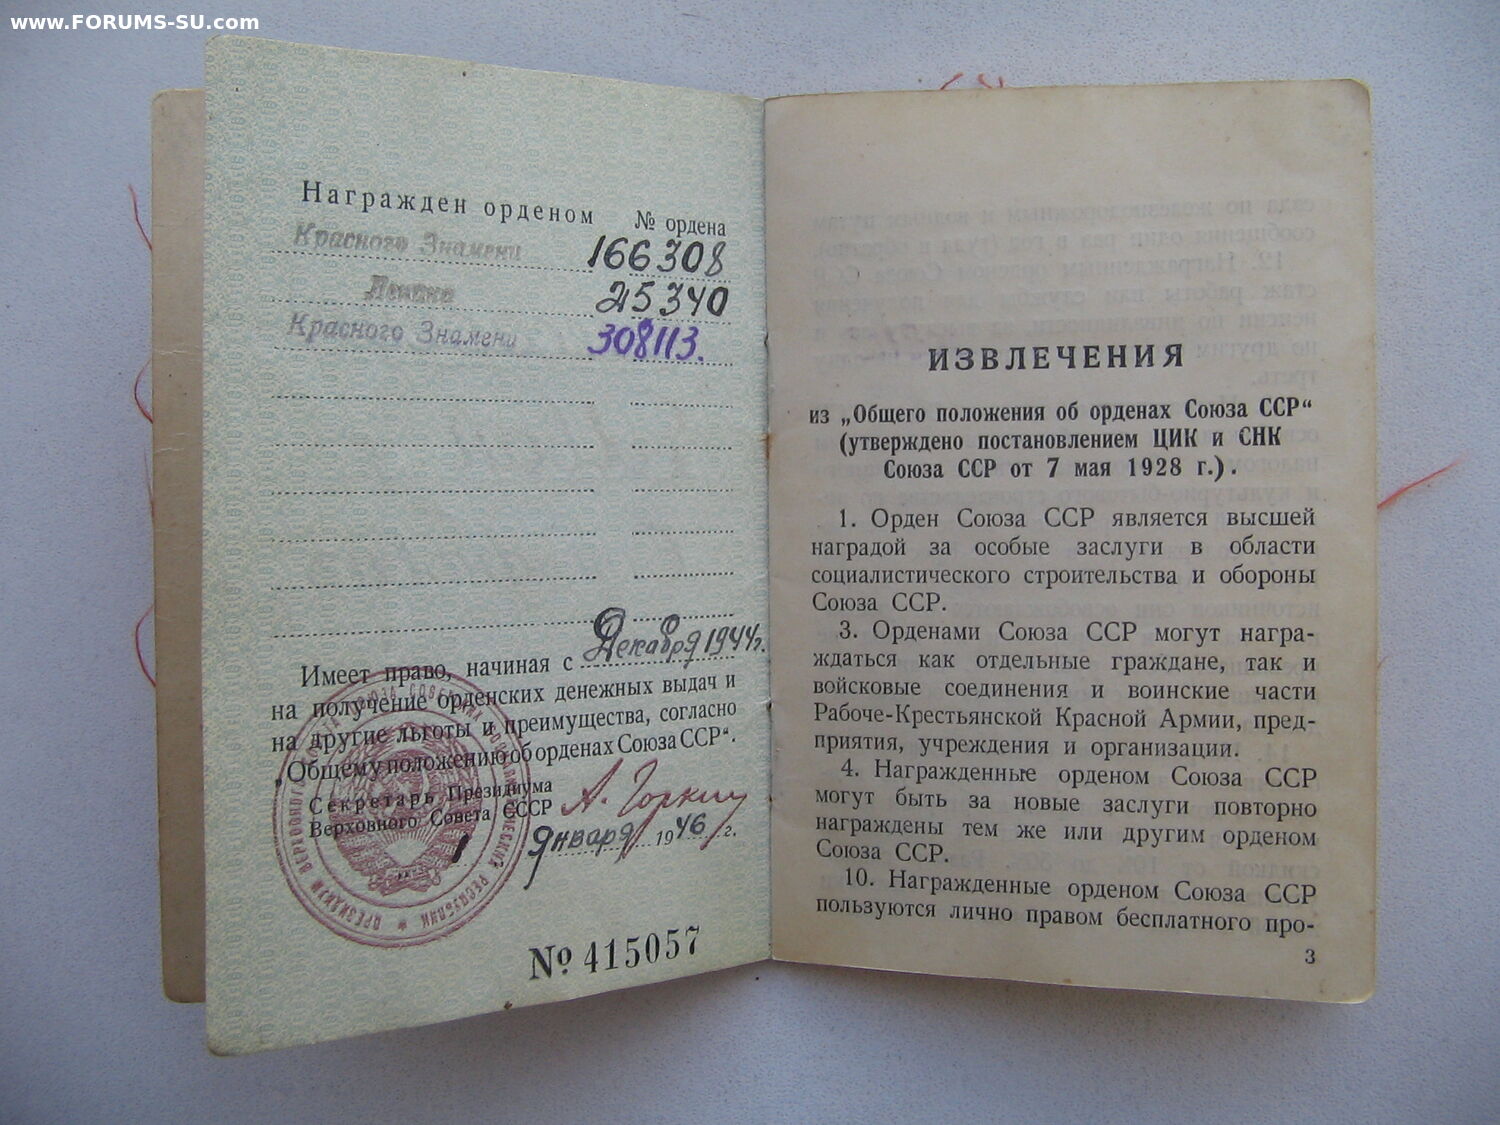 www.FORUMS-SU.com
Награжден орденом № ордена
Красного Знамени 166308
Ленина 25340
Красного Знамени 308113.
Имеет право, начиная с Декабря 1944г.
на получение орденских денежных выдач и
на другие льготы и преимущества, согласно
„Общему положению об орденах Союза ССР“.
Секретарь Президиума
Верховного Совета СССР А. Горкин
1 января 1946 г.
№ 415057
ИЗВЛЕЧЕНИЯ
из „Общего положения об орденах Союза ССР“
(утверждено постановлением ЦИК и СНК
Союза ССР от 7 мая 1928 г.).
1. Орден Союза ССР является высшей
наградой за особые заслуги в области
социалистического строительства и обороны
Союза ССР.
3. Орденами Союза ССР могут награ-
ждаться как отдельные граждане, так и
войсковые соединения и воинские части
Рабоче-Крестьянской Красной Армии, пред-
приятия, учреждения и организации.
4. Награжденные орденом Союза ССР
могут быть за новые заслуги повторно
награждены тем же или другим орденом
Союза ССР.
10. Награжденные орденом Союза ССР
пользуются лично правом бесплатного про-
3